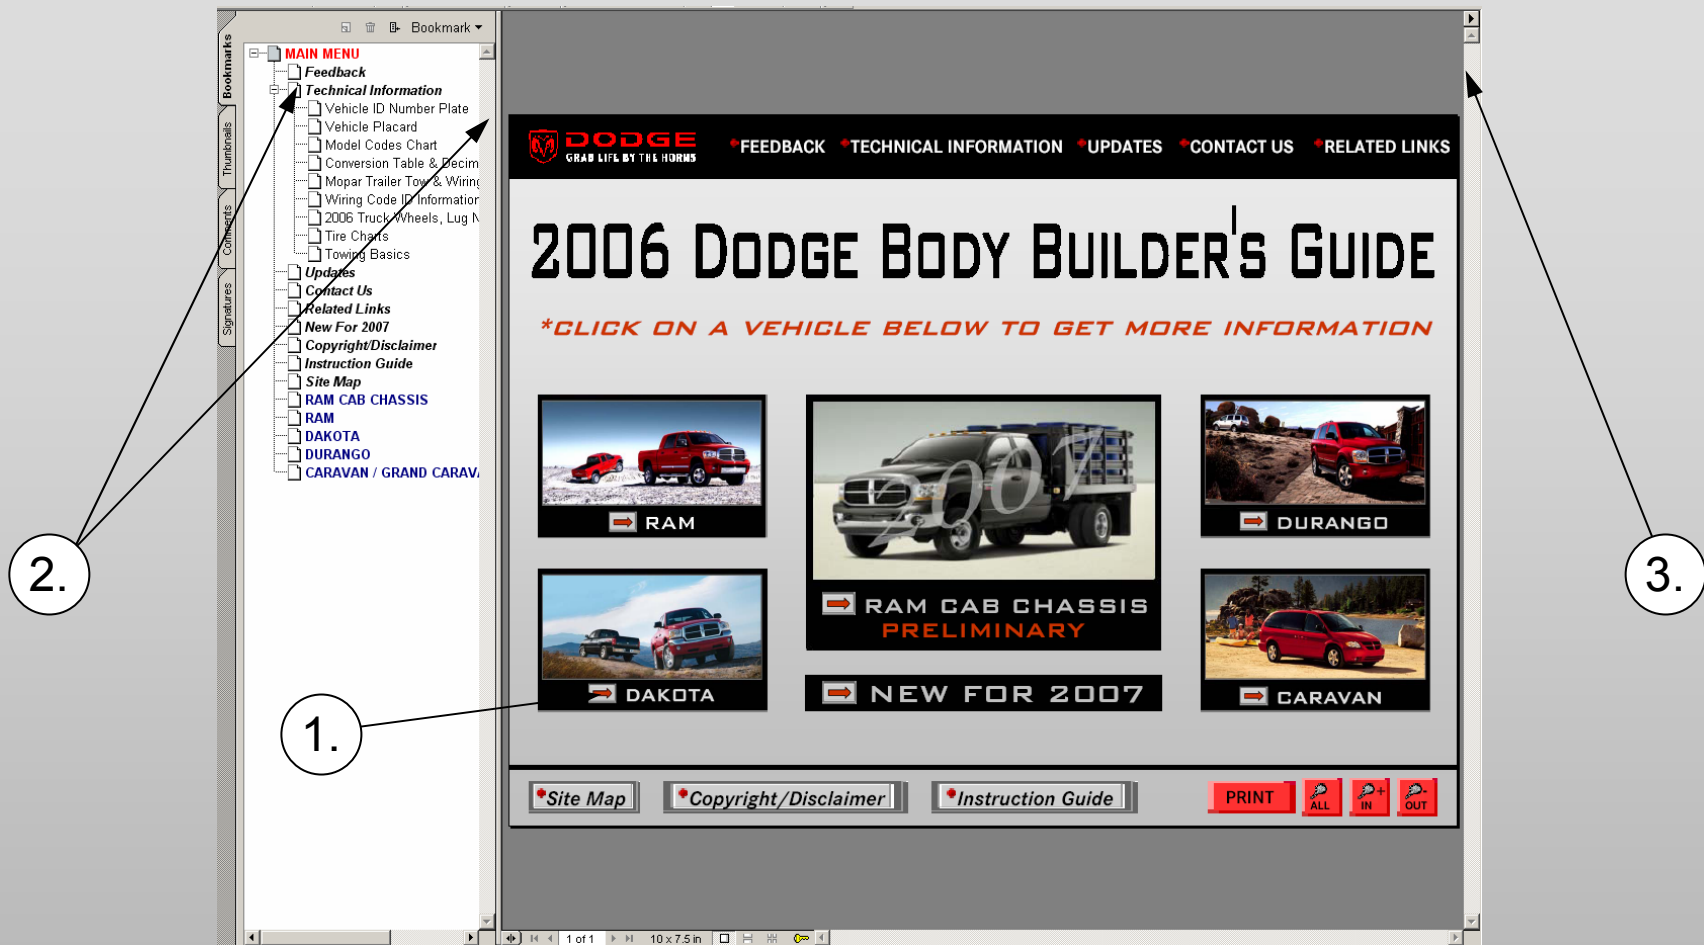 Bookmark
Bookmarks
Thumbnails
Comments
Signatures
MAIN MENU
Feedback
Technical Information
Vehicle ID Number Plate
Vehicle Placard
Model Codes Chart
Conversion Table & Decim
Mopar Trailer Tow & Wiring
Wiring Code ID Information
2006 Truck Wheels, Lug N
Tire Charts
Towing Basics
Updates
Contact Us
Related Links
New For 2007
Copyright/Disclaimer
Instruction Guide
Site Map
RAM CAB CHASSIS
RAM
DAKOTA
DURANGO
CARAVAN / GRAND CARAVA
2.
1.
3.
DODGE
GRAB LIFE BY THE HORNS
FEEDBACK TECHNICAL INFORMATION UPDATES CONTACT US RELATED LINKS
2006 DODGE BODY BUILDER'S GUIDE
*CLICK ON A VEHICLE BELOW TO GET MORE INFORMATION
RAM
2007
RAM CAB CHASSIS
PRELIMINARY
DURANGO
DAKOTA
NEW FOR 2007
CARAVAN
Site Map Copyright/Disclaimer Instruction Guide PRINT ALL IN OUT
1 of 1 10 x 7.5 in